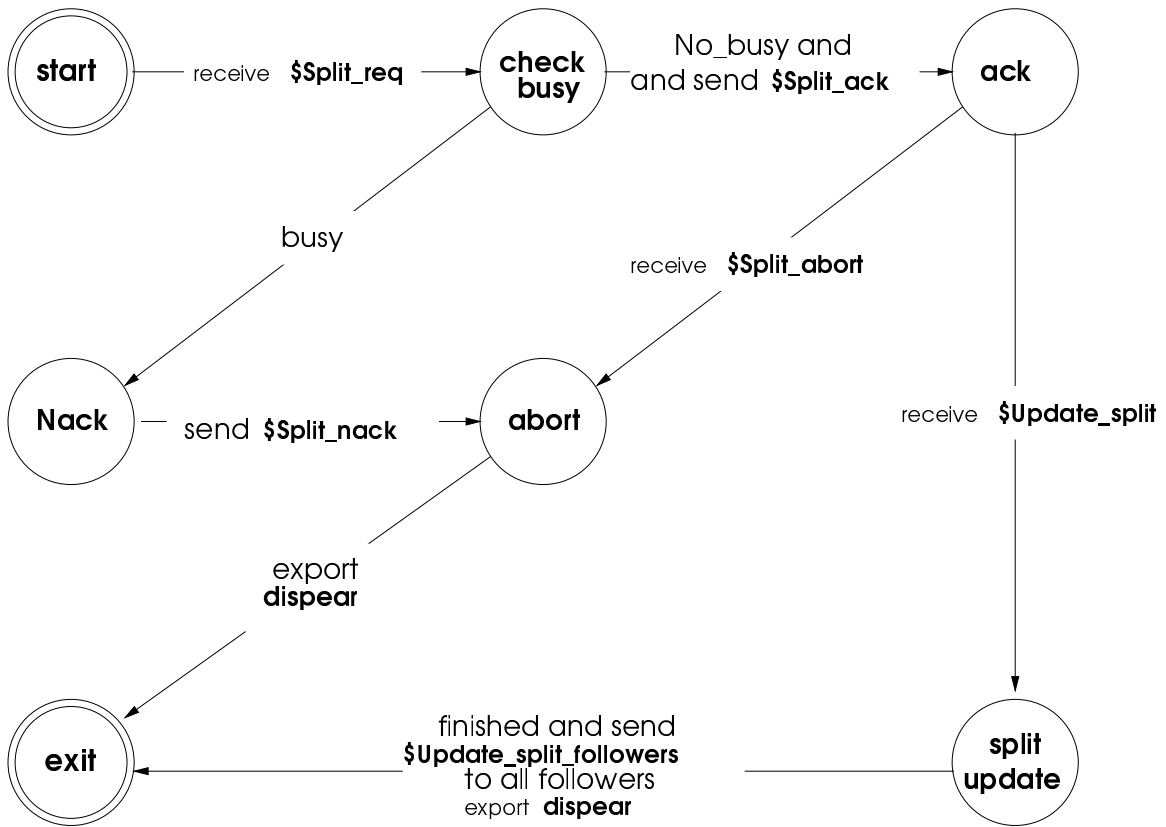 start
receive $Split_req
check
busy
No_busy and
and send $Split_ack
ack
busy
receive $Split_abort
Nack
send $Split_nack
abort
receive $Update_split
export
dispear
exit
finished and send
$Update_split_followers
to all followers
export dispear
split
update